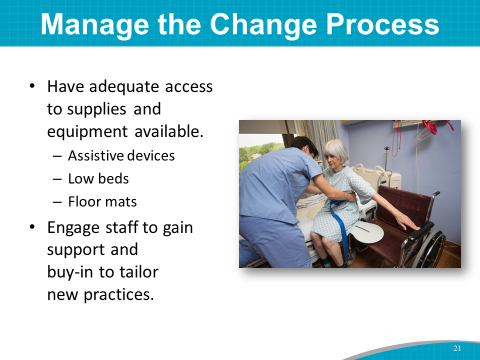 Manage the Change Process
• Have adequate access
to supplies and
equipment available.
– Assistive devices
– Low beds
– Floor mats
• Engage staff to gain
support and
buy-in to tailor
new practices.
21